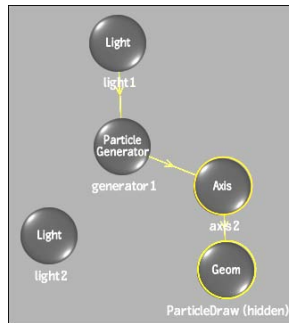 Light
light1
Particle
Generator
generator1
Axis
axis2
Light
light2
Geom
ParticleDraw (hidden)